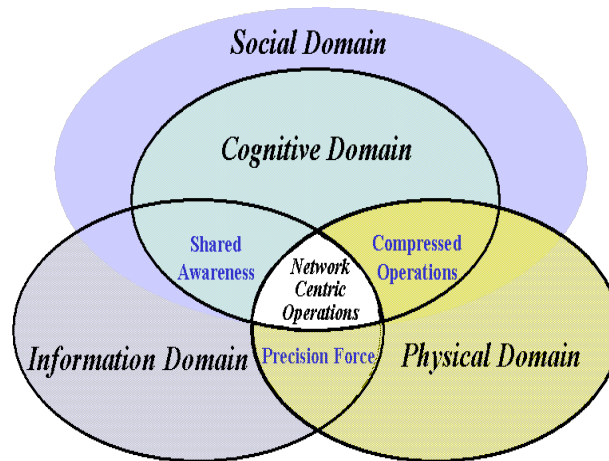 Social Domain
Cognitive Domain
Shared
Awareness
Compressed
Operations
Network
Centric
Operations
Information Domain
Precision Force
Physical Domain